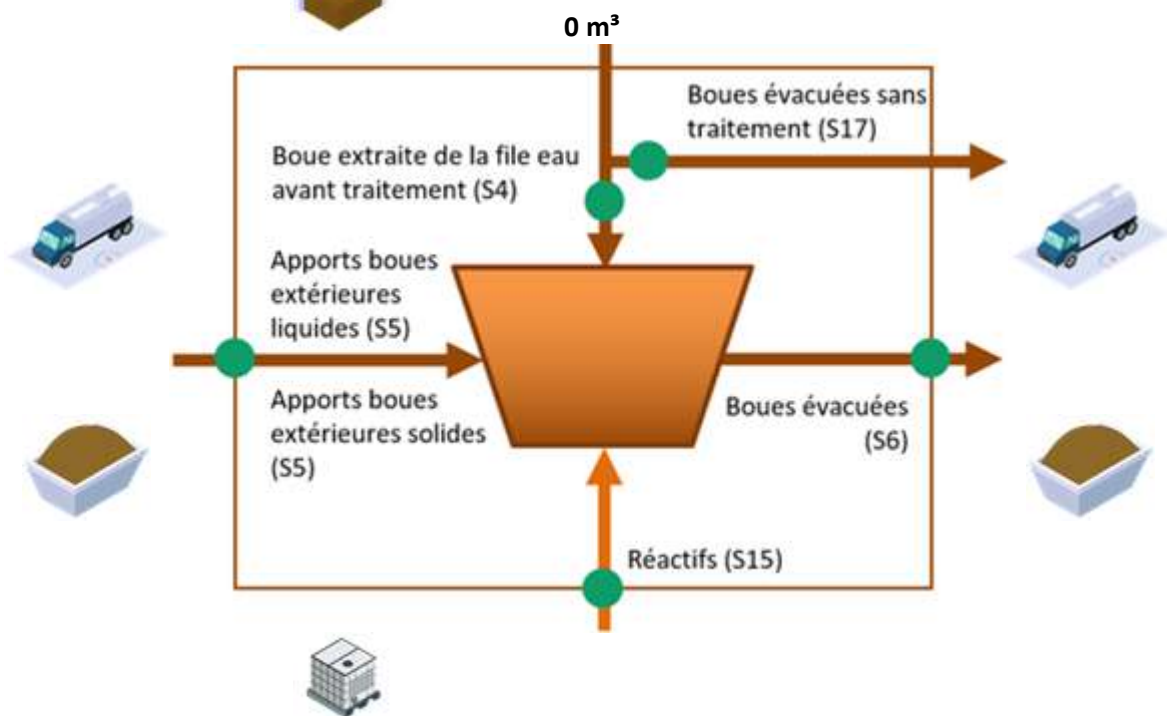 0 m³
Boues évacuées sans
traitement (S17)
Boue extraite de la file eau
avant traitement (S4)
Apports boues
extérieures
liquides (S5)
Apports boues
extérieures solides
(S5)
Boues évacuées
(S6)
Réactifs (S15)